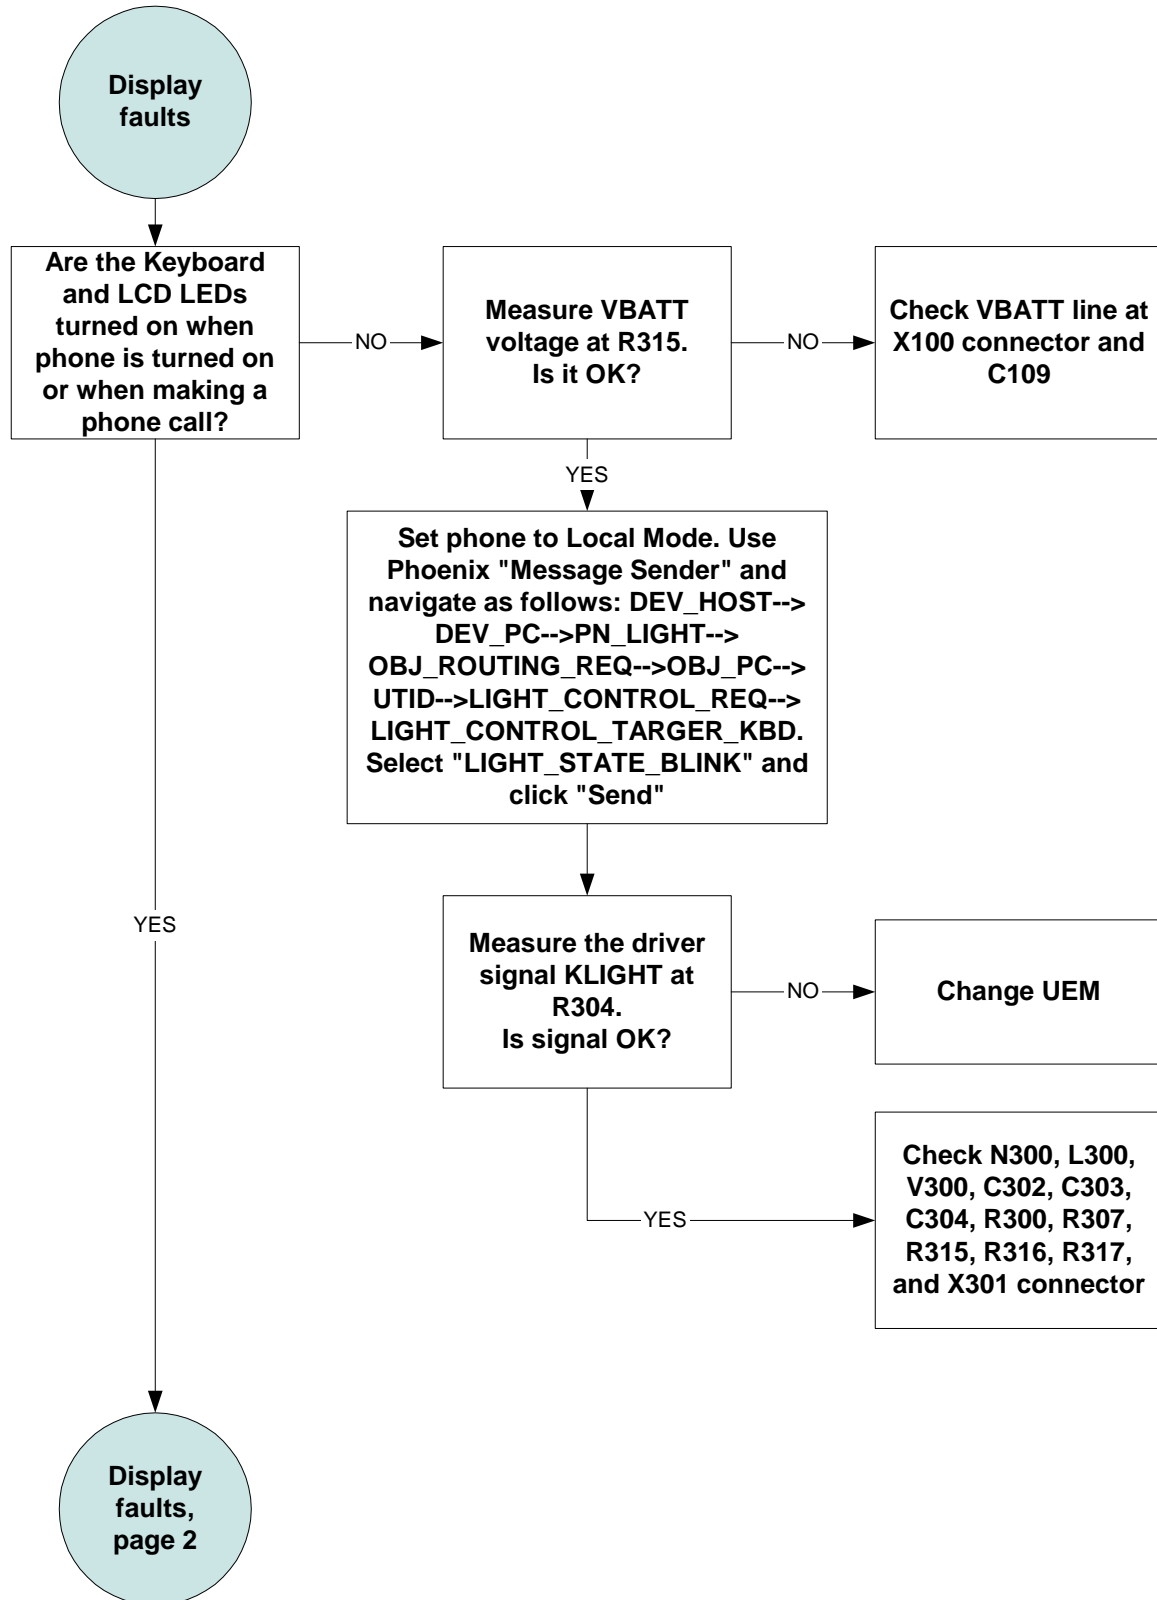 Display
faults
Are the Keyboard
and LCD LEDs
turned on when
phone is turned on
or when making a
phone call?
NO
Measure VBATT
voltage at R315.
Is it OK?
NO
Check VBATT line at
X100 connector and
C109
YES
Set phone to Local Mode. Use
Phoenix "Message Sender" and
navigate as follows: DEV_HOST-->
DEV_PC-->PN_LIGHT-->
OBJ_ROUTING_REQ-->OBJ_PC-->
UTID-->LIGHT_CONTROL_REQ-->
LIGHT_CONTROL_TARGER_KBD.
Select "LIGHT_STATE_BLINK" and
click "Send"
YES
Measure the driver
signal KLIGHT at
R304.
Is signal OK?
NO
Change UEM
YES
Check N300, L300,
V300, C302, C303,
C304, R300, R307,
R315, R316, R317,
and X301 connector
Display
faults,
page 2